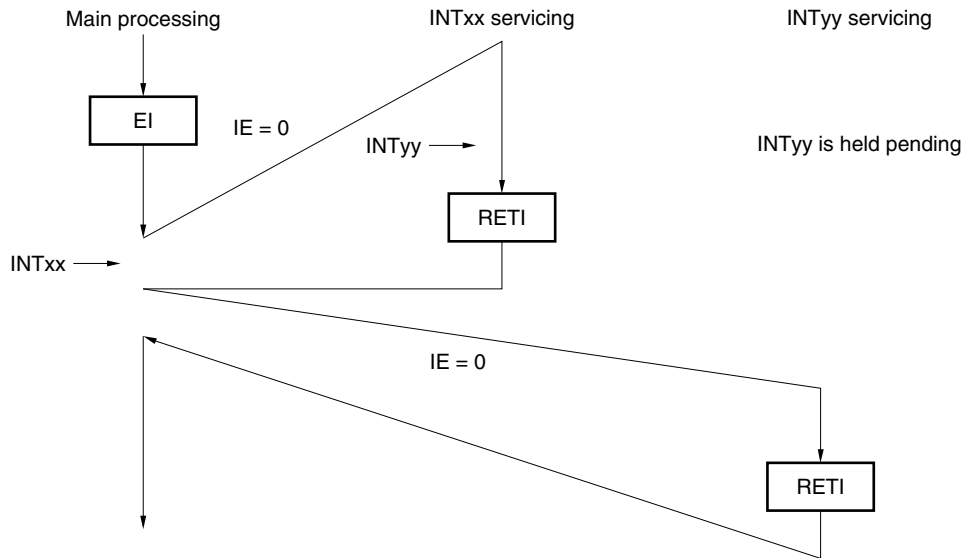 Main processing
INTxx servicing
INTyy servicing
EI
IE = 0
INTyy
INTyy is held pending
RETI
INTxx
IE = 0
RETI